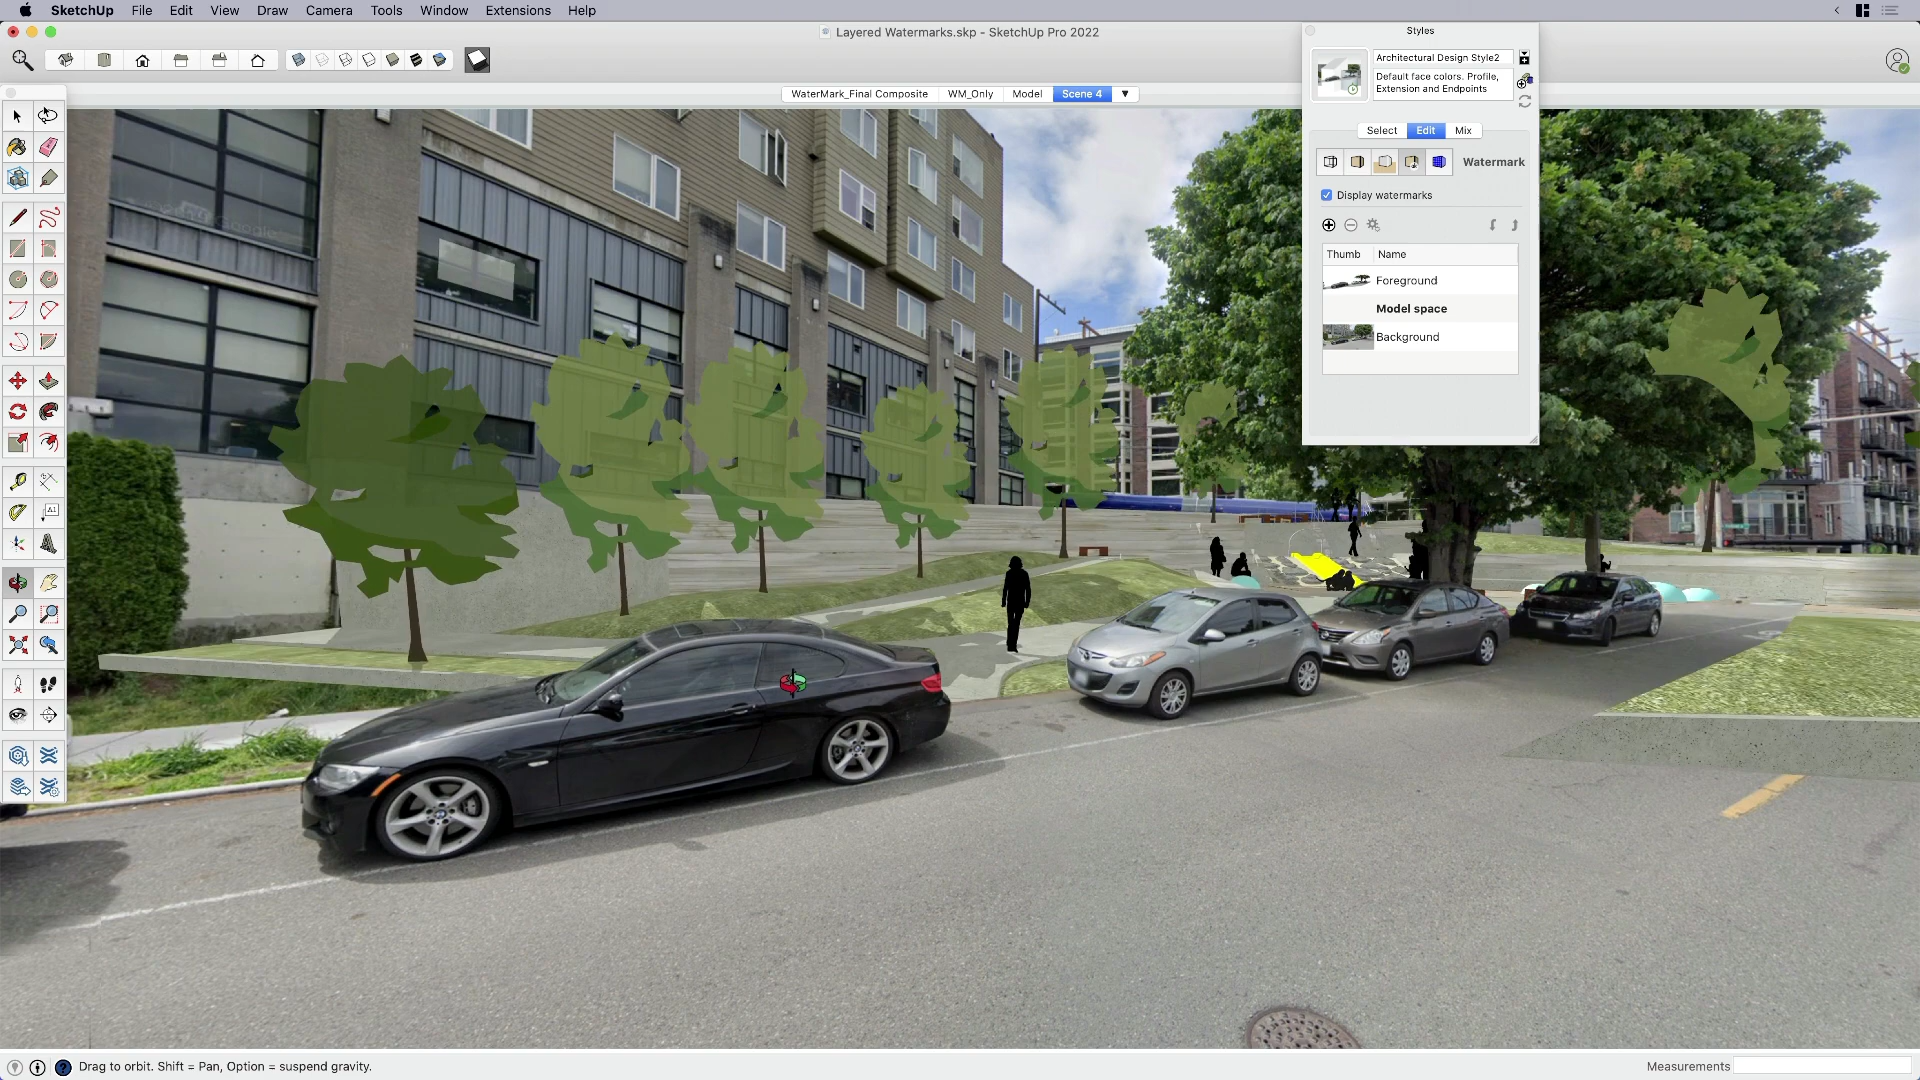 SketchUp File Edit View Draw Camera Tools Window Extensions Help
Layered Watermarks.skp - SketchUp Pro 2022
Styles
Architectural Design Style2
Default face colors. Profile,
Extension and Endpoints
WaterMark_Final Composite WM_Only Model Scene 4
Select Edit Mix
Watermark
Display watermarks
Thumb Name
Foreground
Model space
Background
Google
A1
Drag to orbit. Shift = Pan, Option = suspend gravity.
Measurements